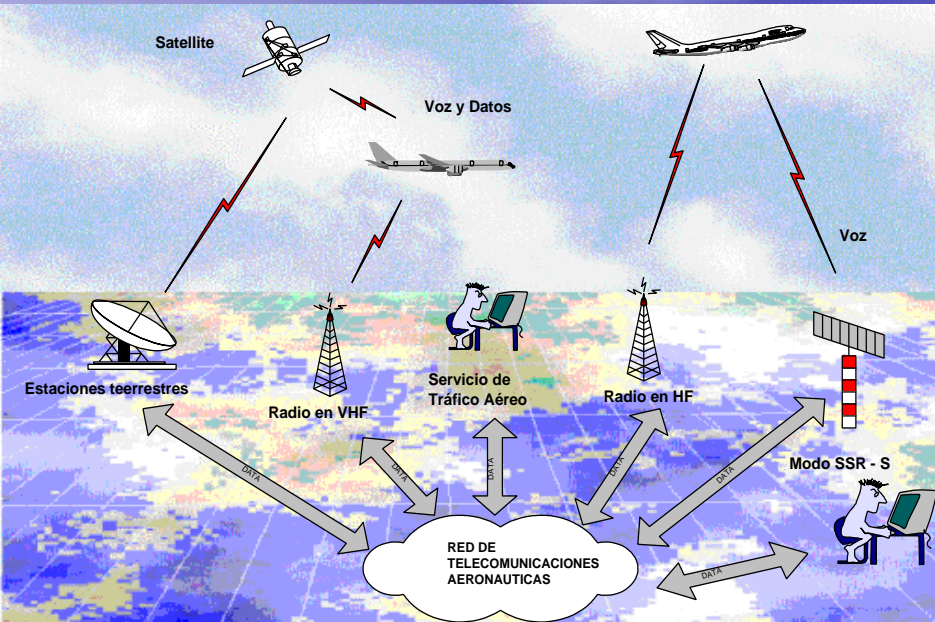 Satellite
Voz y Datos
Voz
Estaciones teerrestres
Radio en VHF
Servicio de
Tráfico Aéreo
Radio en HF
Modo SSR - S
DATA
DATA
DATA
DATA
DATA
DATA
RED DE
TELECOMUNICACIONES
AERONAUTICAS